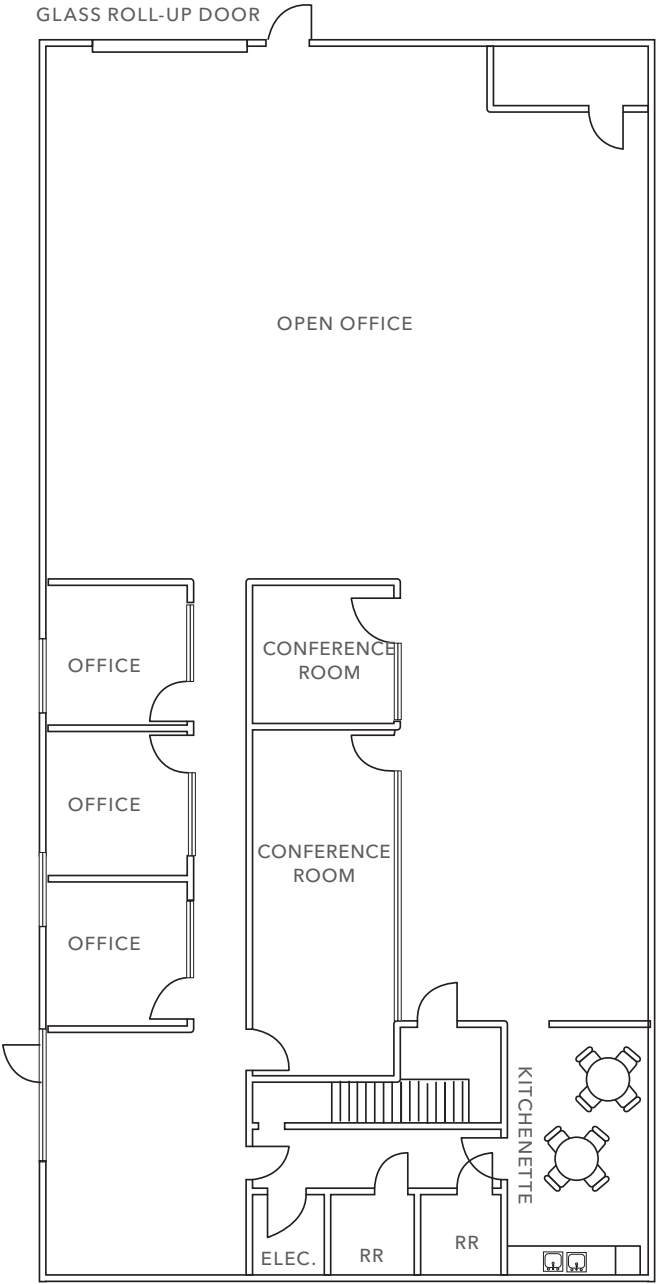 GLASS ROLL-UP DOOR
OPEN OFFICE
OFFICE
CONFERENCE
ROOM
OFFICE
CONFERENCE
ROOM
OFFICE
KITCHENETTE
ELEC.
RR
RR